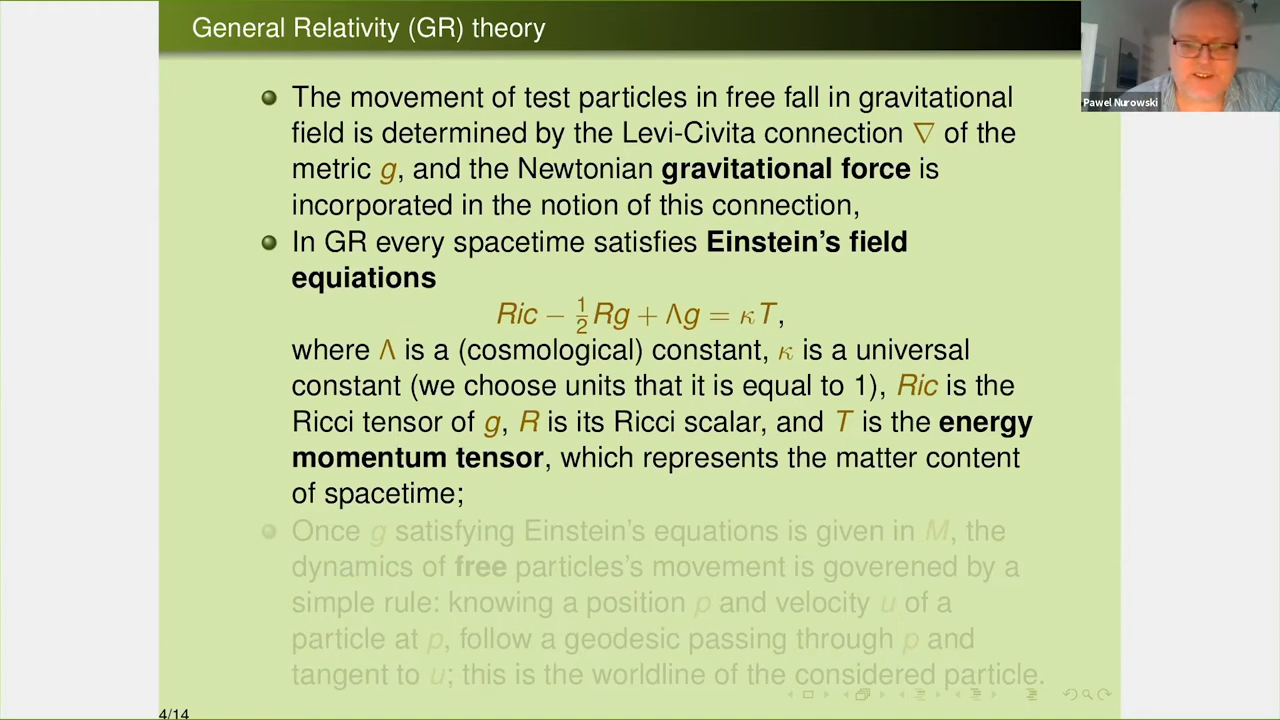 General Relativity (GR) theory
Pawel Nurowski
The movement of test particles in free fall in gravitational
field is determined by the Levi-Civita connection ∇ of the
metric g, and the Newtonian gravitational force is
incorporated in the notion of this connection,
In GR every spacetime satisfies Einstein's field
equiations
Ric − 1/2 Rg + Λg = κT,
where Λ is a (cosmological) constant, κ is a universal
constant (we choose units that it is equal to 1), Ric is the
Ricci tensor of g, R is its Ricci scalar, and T is the energy
momentum tensor, which represents the matter content
of spacetime;
Once g satisfying Einstein's equations is given in M, the
dynamics of free particles's movement is goverened by a
simple rule: knowing a position p and velocity u of a
particle at p, follow a geodesic passing through p and
tangent to u; this is the worldline of the considered particle.
4/14